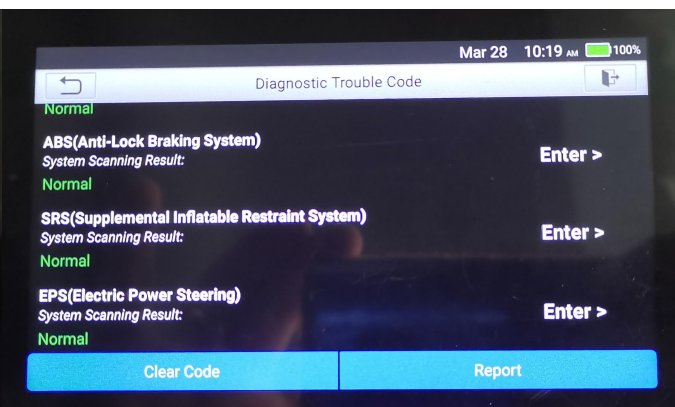 Mar 28 10:19 AM 100%
Diagnostic Trouble Code
Normal
ABS(Anti-Lock Braking System)
System Scanning Result:
Enter >
Normal
SRS(Supplemental Inflatable Restraint System)
System Scanning Result:
Enter >
Normal
EPS(Electric Power Steering)
System Scanning Result:
Enter >
Normal
Clear Code
Report